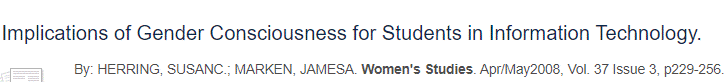 Implications of Gender Consciousness for Students in Information Technology.
By: HERRING, SUSANC.; MARKEN, JAMESA. Women's Studies. Apr/May2008, Vol. 37 Issue 3, p229-256.